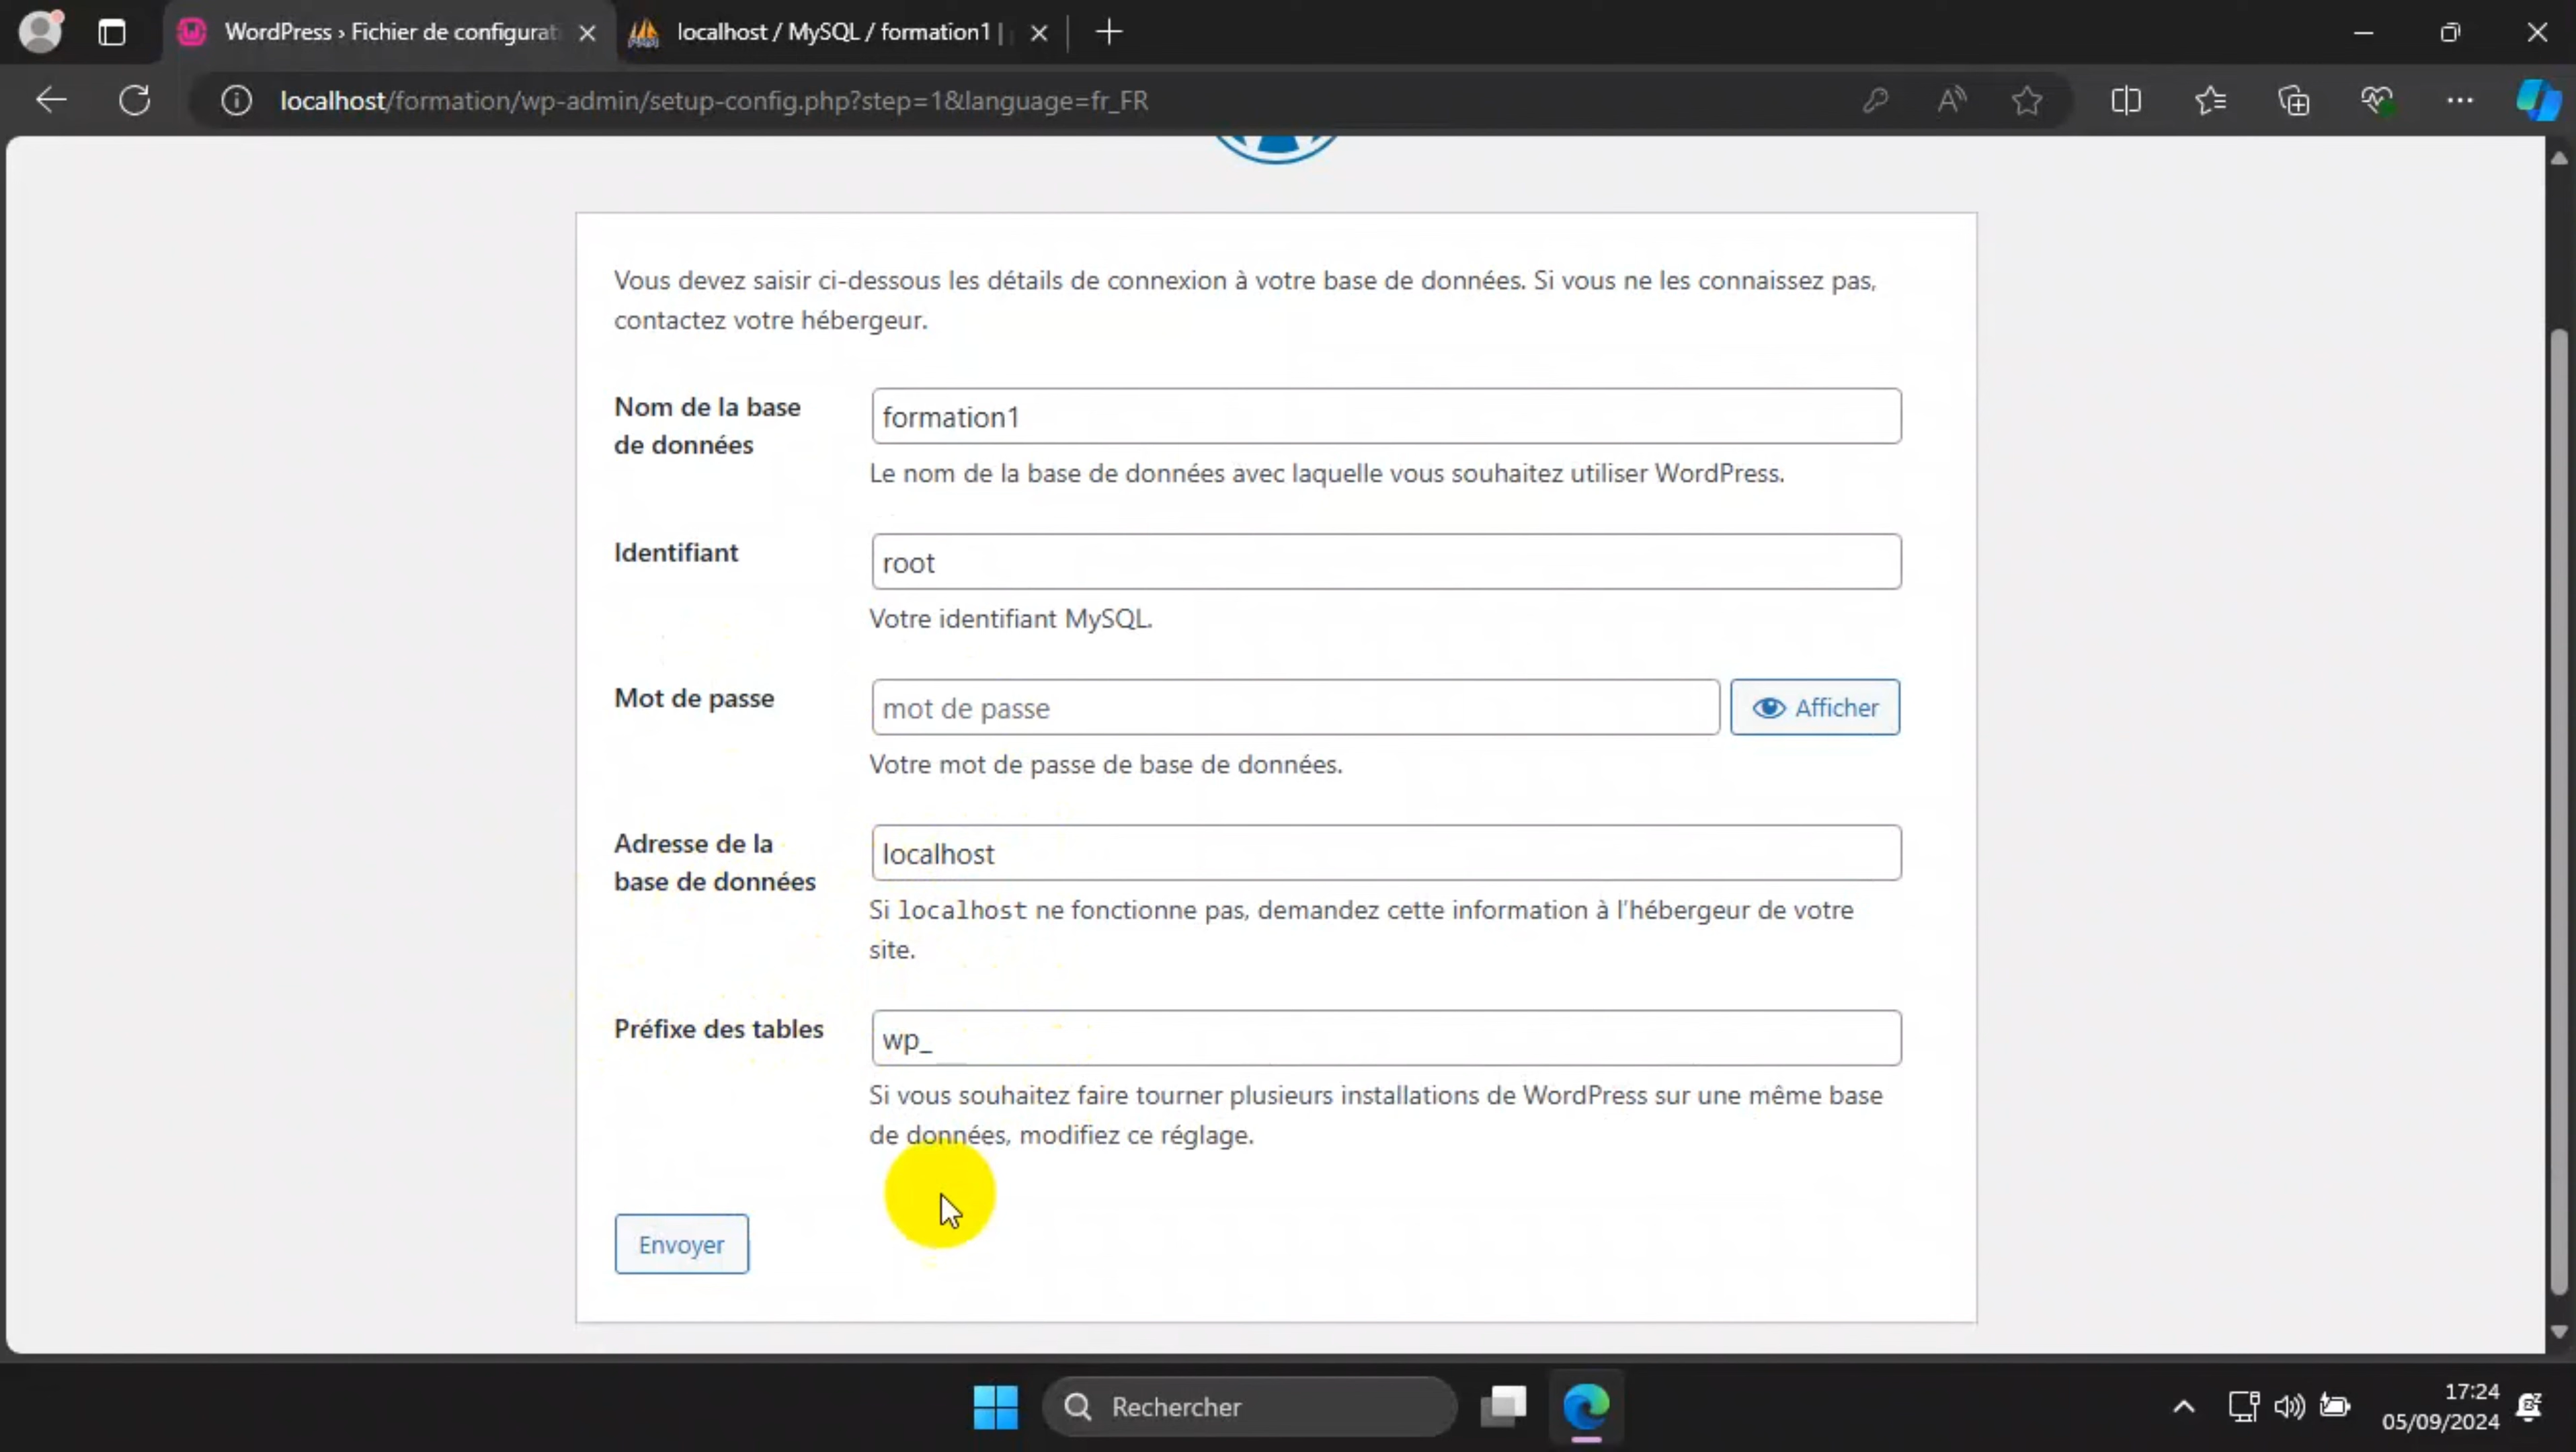 WordPress › Fichier de configurat
localhost / MySQL / formation1 |
localhost/formation/wp-admin/setup-config.php?step=1&language=fr_FR
Vous devez saisir ci-dessous les détails de connexion à votre base de données. Si vous ne les connaissez pas,
contactez votre hébergeur.
Nom de la base
de données
formation1
Le nom de la base de données avec laquelle vous souhaitez utiliser WordPress.
Identifiant
root
Votre identifiant MySQL.
Mot de passe
mot de passe
Afficher
Votre mot de passe de base de données.
Adresse de la
base de données
localhost
Si localhost ne fonctionne pas, demandez cette information à l’hébergeur de votre
site.
Préfixe des tables
wp_
Si vous souhaitez faire tourner plusieurs installations de WordPress sur une même base
de données, modifiez ce réglage.
Envoyer
Rechercher
17:24
05/09/2024